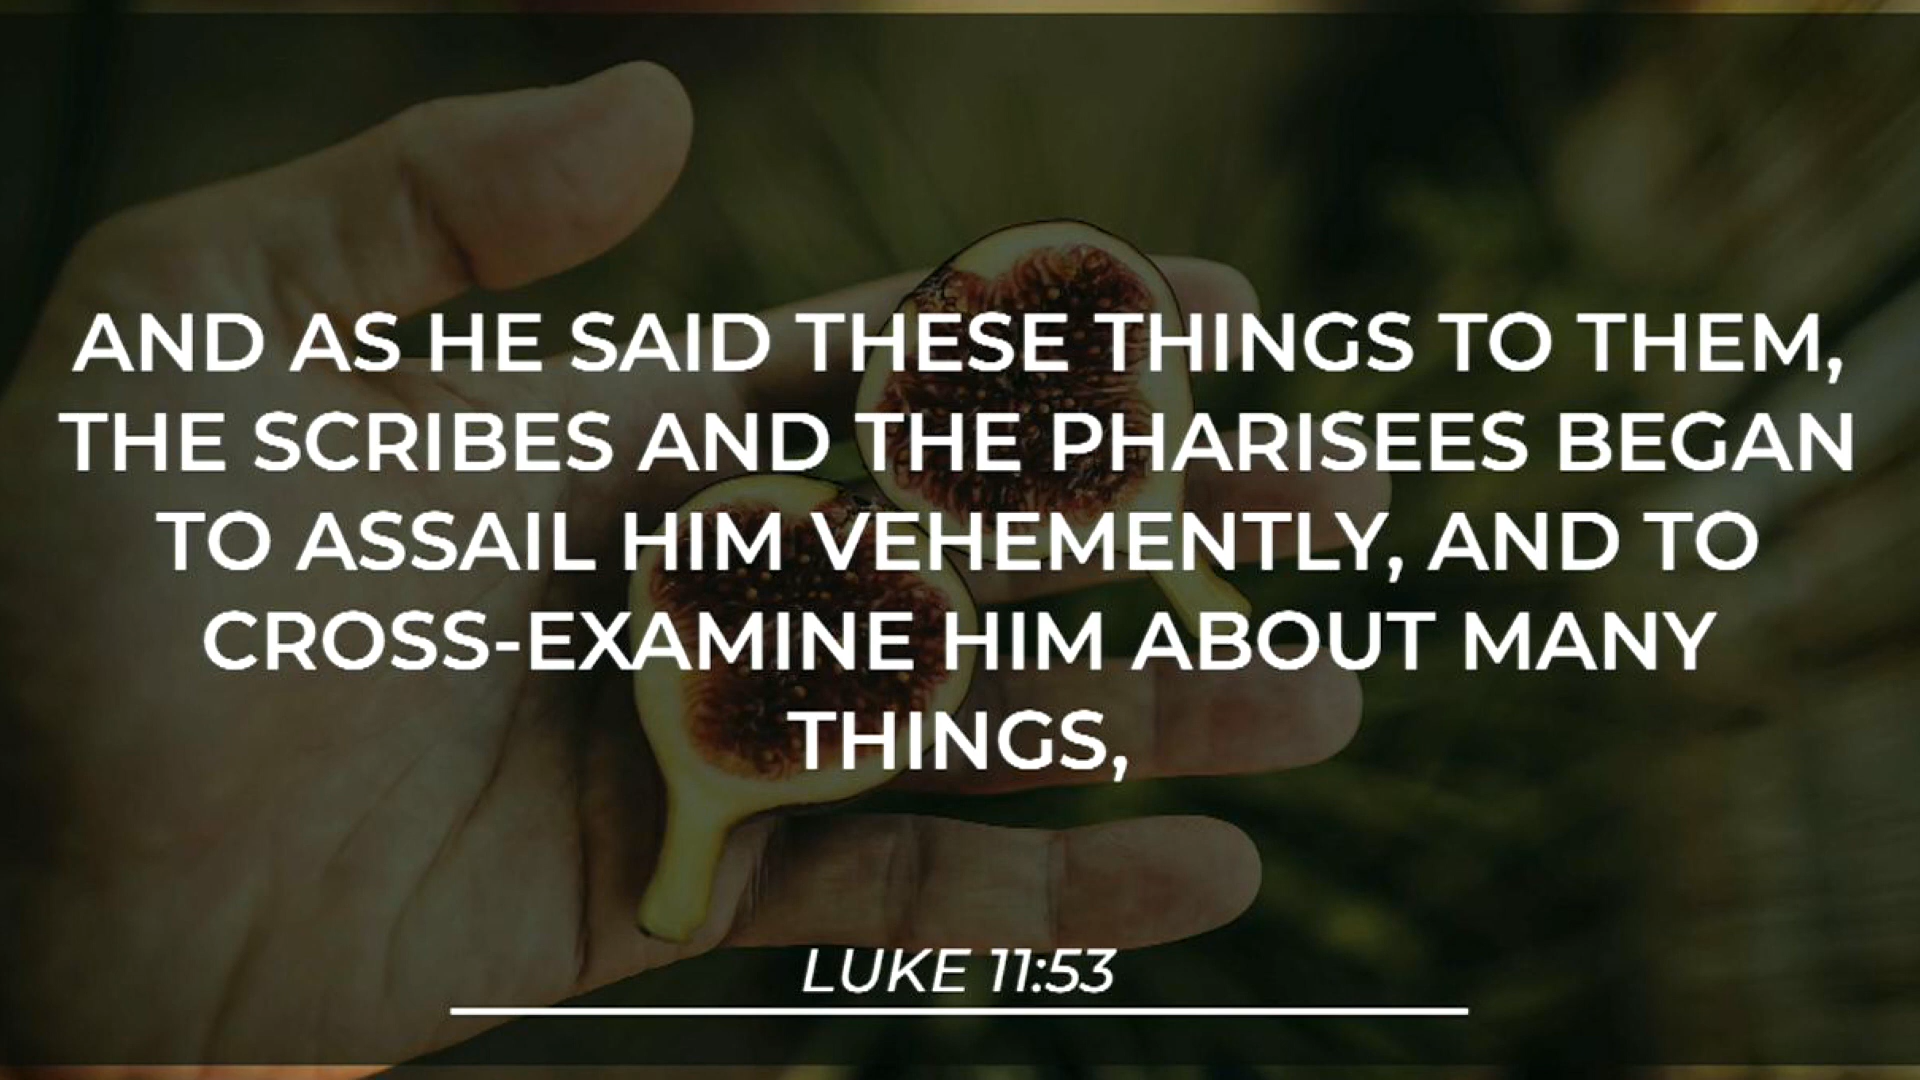 AND AS HE SAID THESE THINGS TO THEM,
THE SCRIBES AND THE PHARISEES BEGAN
TO ASSAIL HIM VEHEMENTLY, AND TO
CROSS-EXAMINE HIM ABOUT MANY
THINGS,
LUKE 11:53